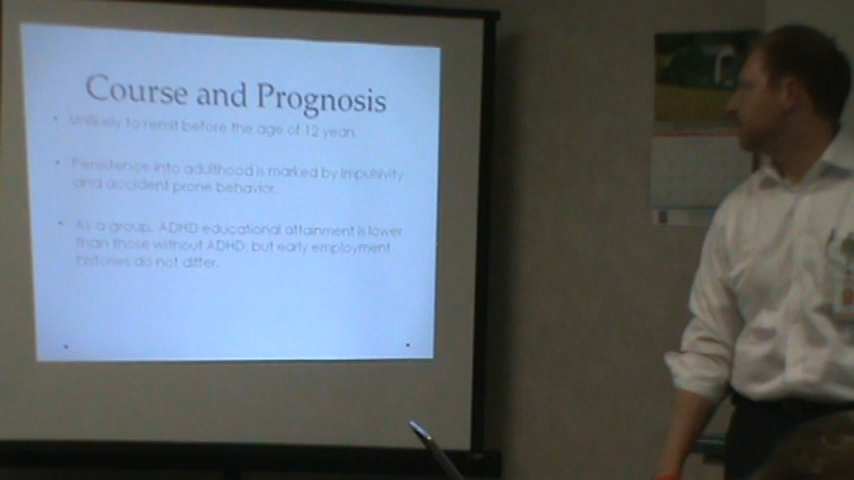 Course and Prognosis
• Unlikely to remit before the age of 12 years.
• Persistence into adulthood is marked by impulsivity
and accident prone behavior.
• As a group, ADHD educational attainment is lower
than those without ADHD, but early employment
histories do not differ.